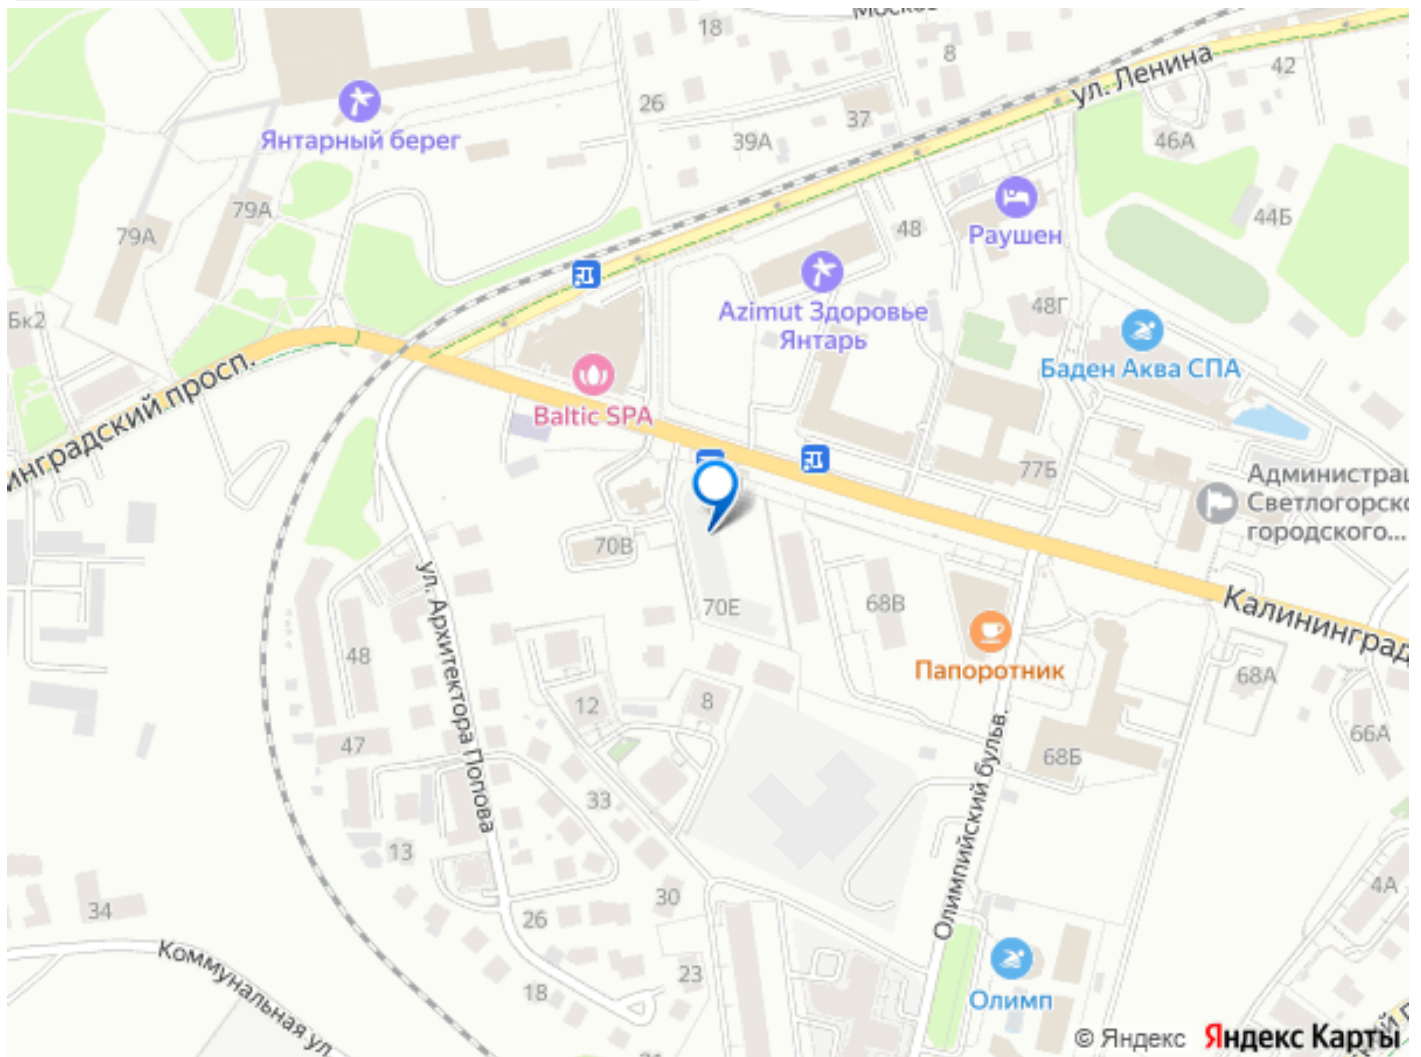 18
8
42
ул. Ленина
26
37
39А
46А
Янтарный берег
79А
79А
48
44Б
Раушен
Azimut Здоровье
Янтарь
48Г
Бк2
Баден Аква СПА
Baltic SPA
77Б
Администрац
Светлогорско
городского...
70В
70Е
68В
Папоротник
ул. Архитектора Попова
48
47
12
8
68А
66А
68Б
Олимпийский бульв.
33
13
30
4А
34
26
23
18
Коммунальная ул.
Олимп
© Яндекс Яндекс Карты